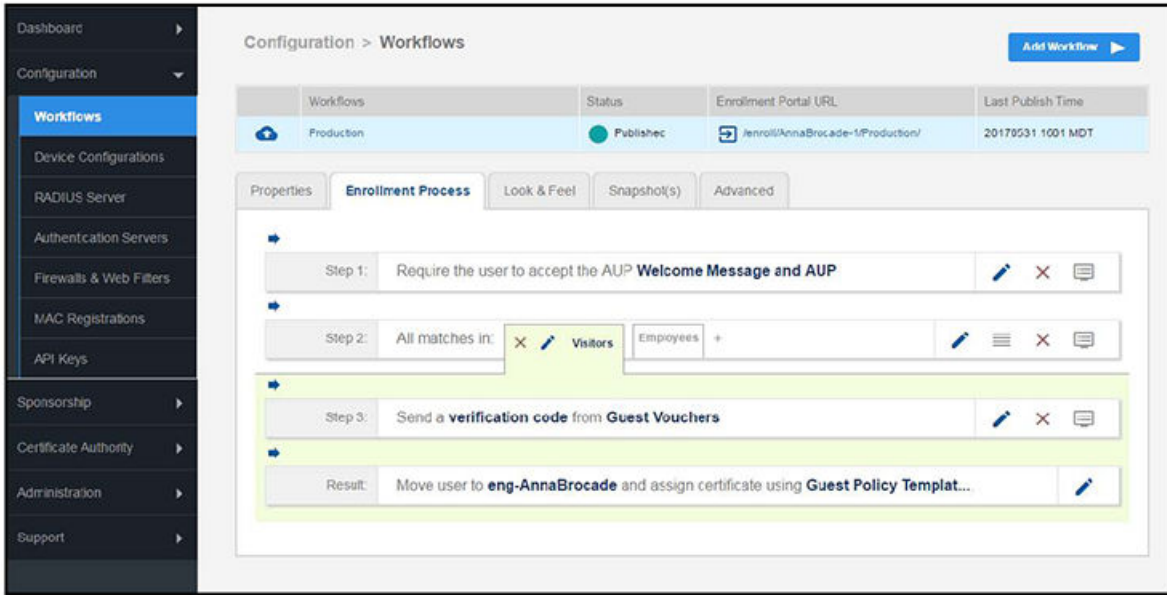 Dashboard
Configuration
Workflows
Device Configurations
RADIUS Server
Authentication Servers
Firewalls & Web Filters
MAC Registrations
API Keys
Sponsorship
Certificate Authority
Administration
Support
Configuration > Workflows
Add Workflow
Workflows Status Enrollment Portal URL Last Publish Time
Production Published /enroll/AnnaBrocade-1/Production/ 20170531 1001 MDT
Properties Enrollment Process Look & Feel Snapshot(s) Advanced
Step 1: Require the user to accept the AUP Welcome Message and AUP
Step 2: All matches in: Visitors Employees +
Step 3: Send a verification code from Guest Vouchers
Result: Move user to eng-AnnaBrocade and assign certificate using Guest Policy Templat...